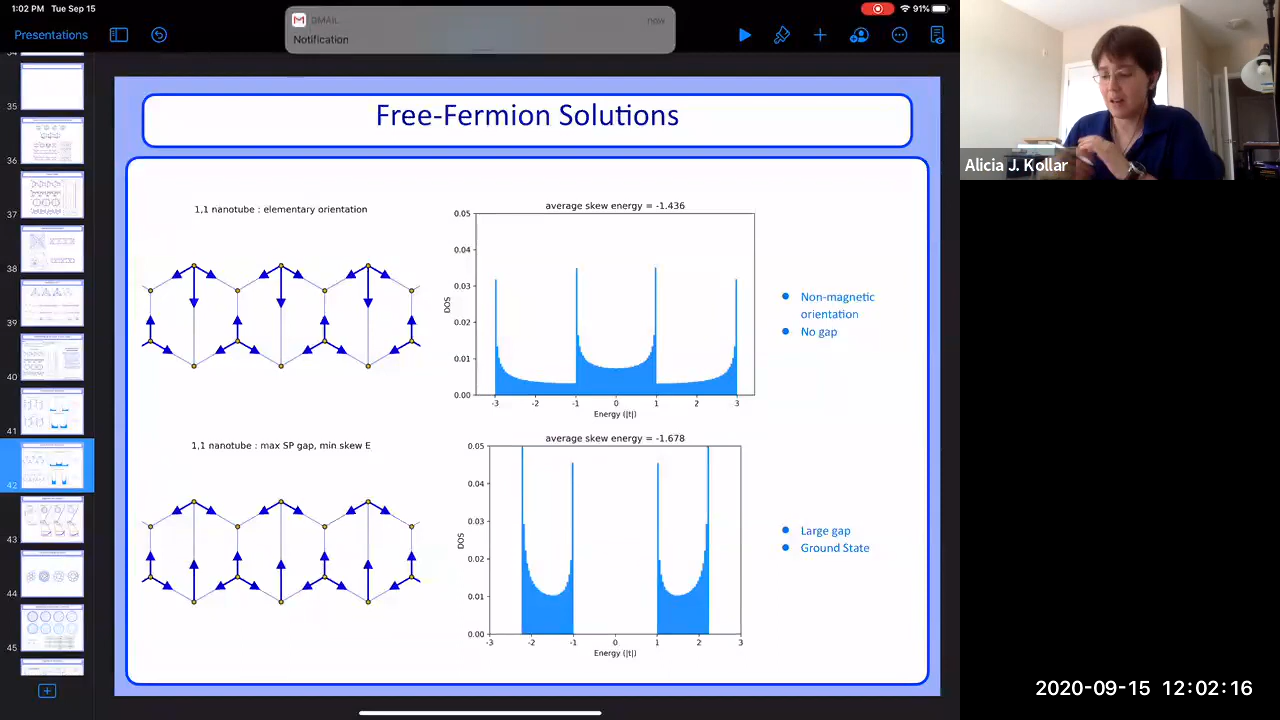 1:02 PM Tue Sep 15
91%
GMAIL
now
Notification
Presentations
35
36
37
38
39
40
41
42
43
44
45
Free-Fermion Solutions
1,1 nanotube : elementary orientation
average skew energy = -1.436
0.05
0.04
0.03
0.02
0.01
0.00
DOS
-3 -2 -1 0 1 2 3
Energy (|t|)
Non-magnetic
orientation
No gap
1,1 nanotube : max SP gap, min skew E
average skew energy = -1.678
0.05
0.04
0.03
0.02
0.01
0.00
DOS
-3 -2 -1 0 1 2 3
Energy (|t|)
Large gap
Ground State
Alicia J. Kollar
2020-09-15 12:02:16